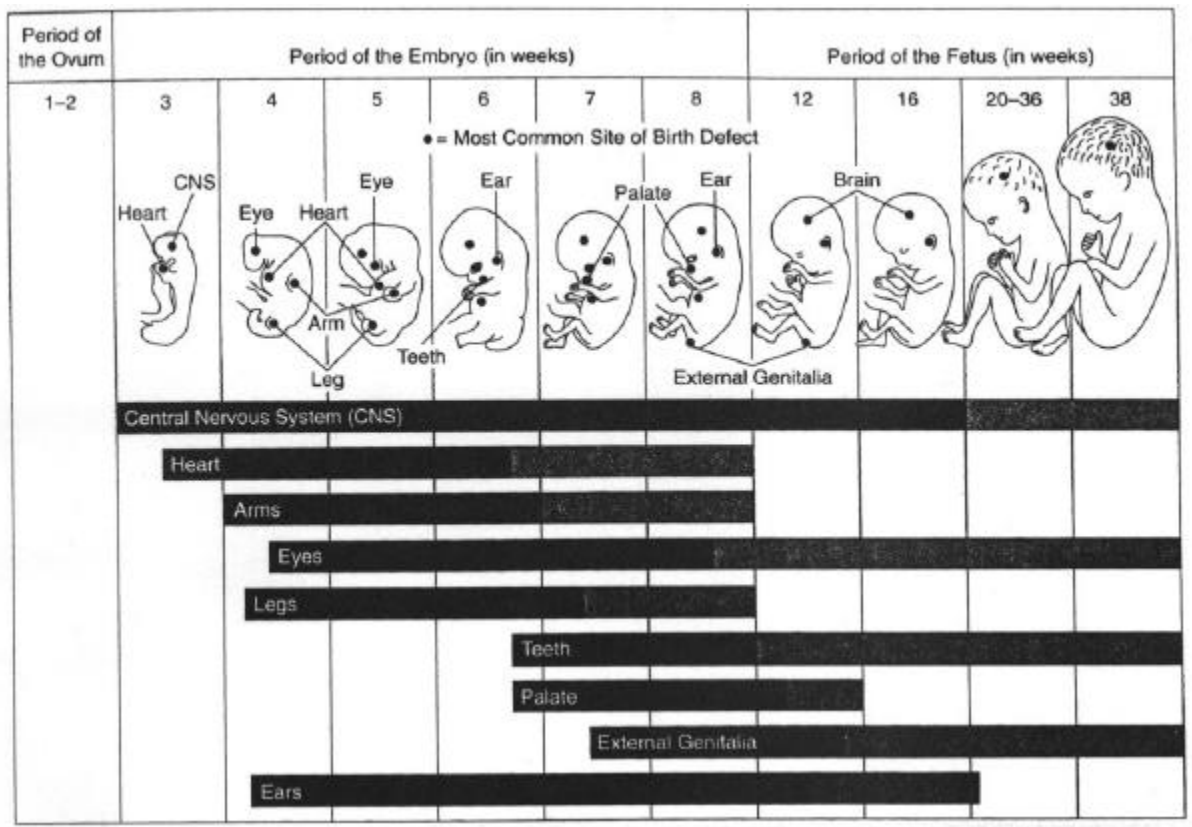 Period of
the Ovum
Period of the Embryo (in weeks)
Period of the Fetus (in weeks)
1–2
3
4
5
6
7
8
12
16
20–36
38
● = Most Common Site of Birth Defect
CNS
Heart
Eye
Heart
Eye
Ear
Palate
Ear
Brain
Arm
Leg
Teeth
External Genitalia
Central Nervous System (CNS)
Heart
Arms
Eyes
Legs
Teeth
Palate
External Genitalia
Ears